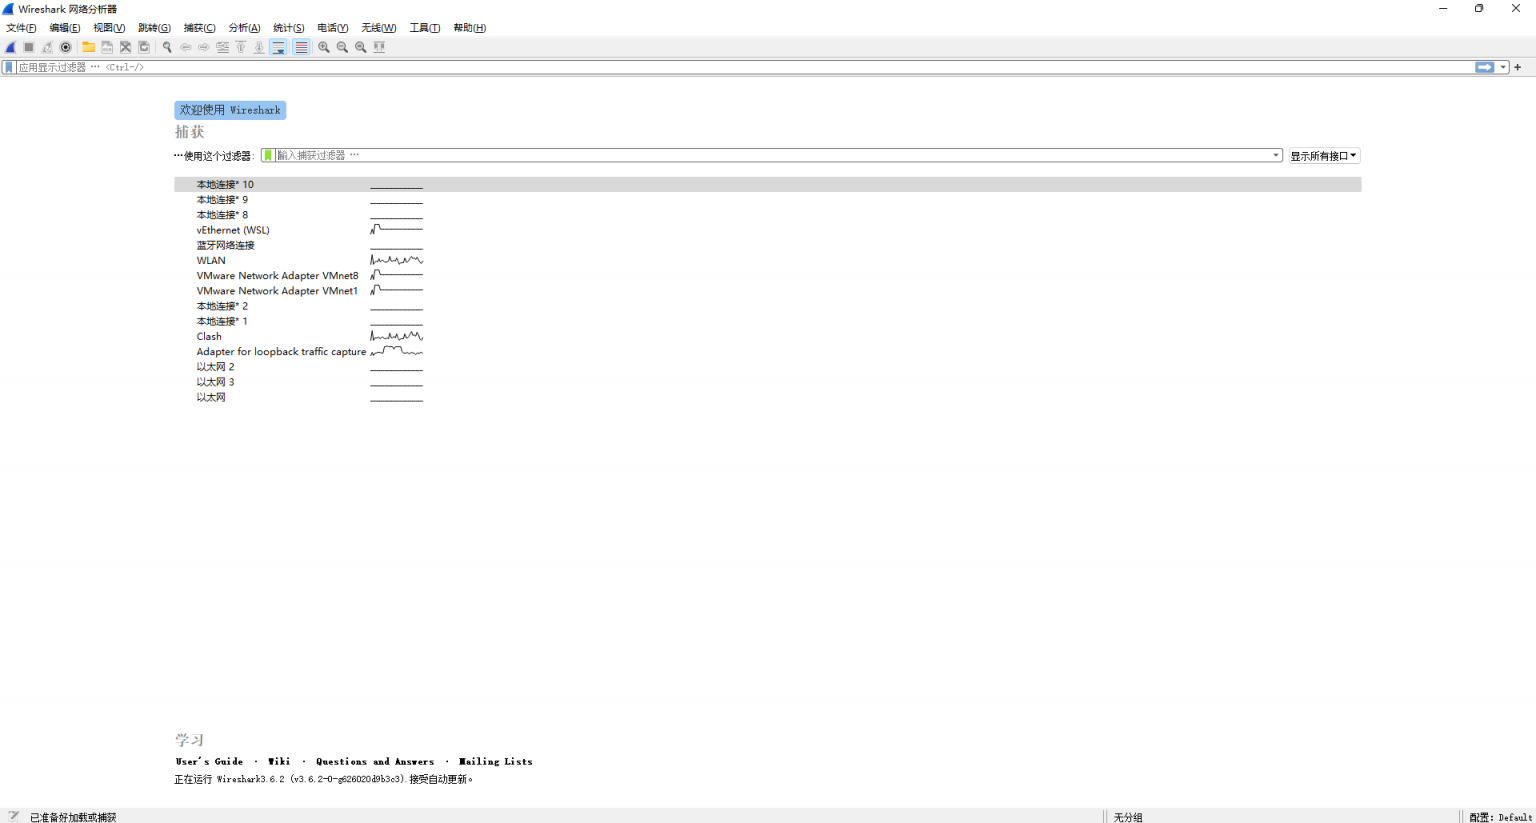 Wireshark 网络分析器
文件(F) 编辑(E) 视图(V) 跳转(G) 捕获(C) 分析(A) 统计(S) 电话(Y) 无线(W) 工具(T) 帮助(H)
应用显示过滤器 … <Ctrl-/>
+
欢迎使用 Wireshark
捕获
…使用这个过滤器: 输入捕获过滤器 … 显示所有接口
本地连接* 10
本地连接* 9
本地连接* 8
vEthernet (WSL)
蓝牙网络连接
WLAN
VMware Network Adapter VMnet8
VMware Network Adapter VMnet1
本地连接* 2
本地连接* 1
Clash
Adapter for loopback traffic capture
以太网 2
以太网 3
以太网
学习
User's Guide · Wiki · Questions and Answers · Mailing Lists
正在运行 Wireshark3.6.2 (v3.6.2-0-g626020d9b3c3).接受自动更新。
已准备好加载或捕获 无分组 配置: Default